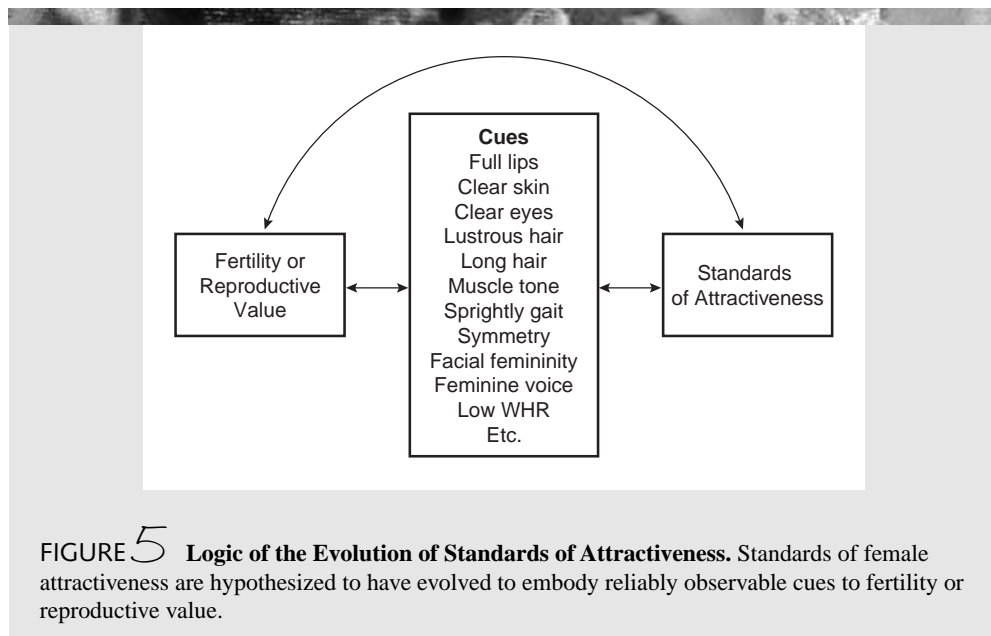 Cues
Full lips
Clear skin
Clear eyes
Lustrous hair
Long hair
Muscle tone
Sprightly gait
Symmetry
Facial femininity
Feminine voice
Low WHR
Etc.
Fertility or
Reproductive
Value
Standards
of Attractiveness
FIGURE 5 Logic of the Evolution of Standards of Attractiveness. Standards of female
attractiveness are hypothesized to have evolved to embody reliably observable cues to fertility or
reproductive value.